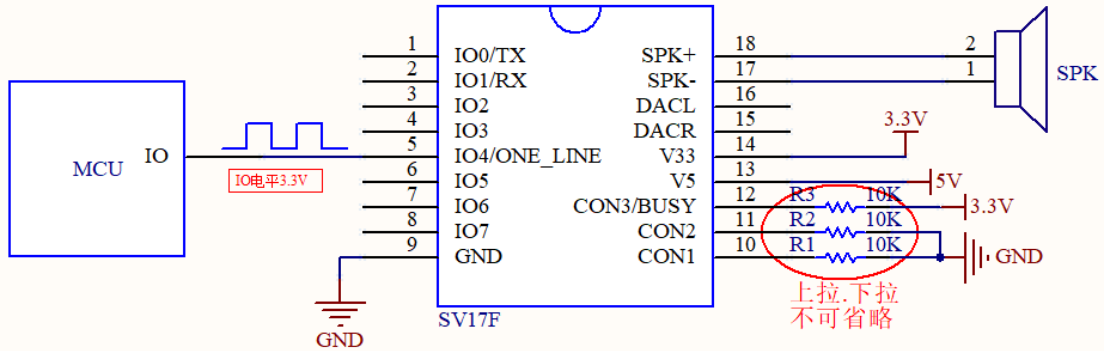 MCU
IO
IO电平3.3V
1 IO0/TX
2 IO1/RX
3 IO2
4 IO3
5 IO4/ONE_LINE
6 IO5
7 IO6
8 IO7
9 GND
GND
SPK+ 18
SPK- 17
DACL 16
DACR 15
V33 14
V5 13
CON3/BUSY 12
CON2 11
CON1 10
SV17F
2
1
SPK
3.3V
5V
R3 10K
3.3V
R2 10K
R1 10K
GND
上拉.下拉
不可省略